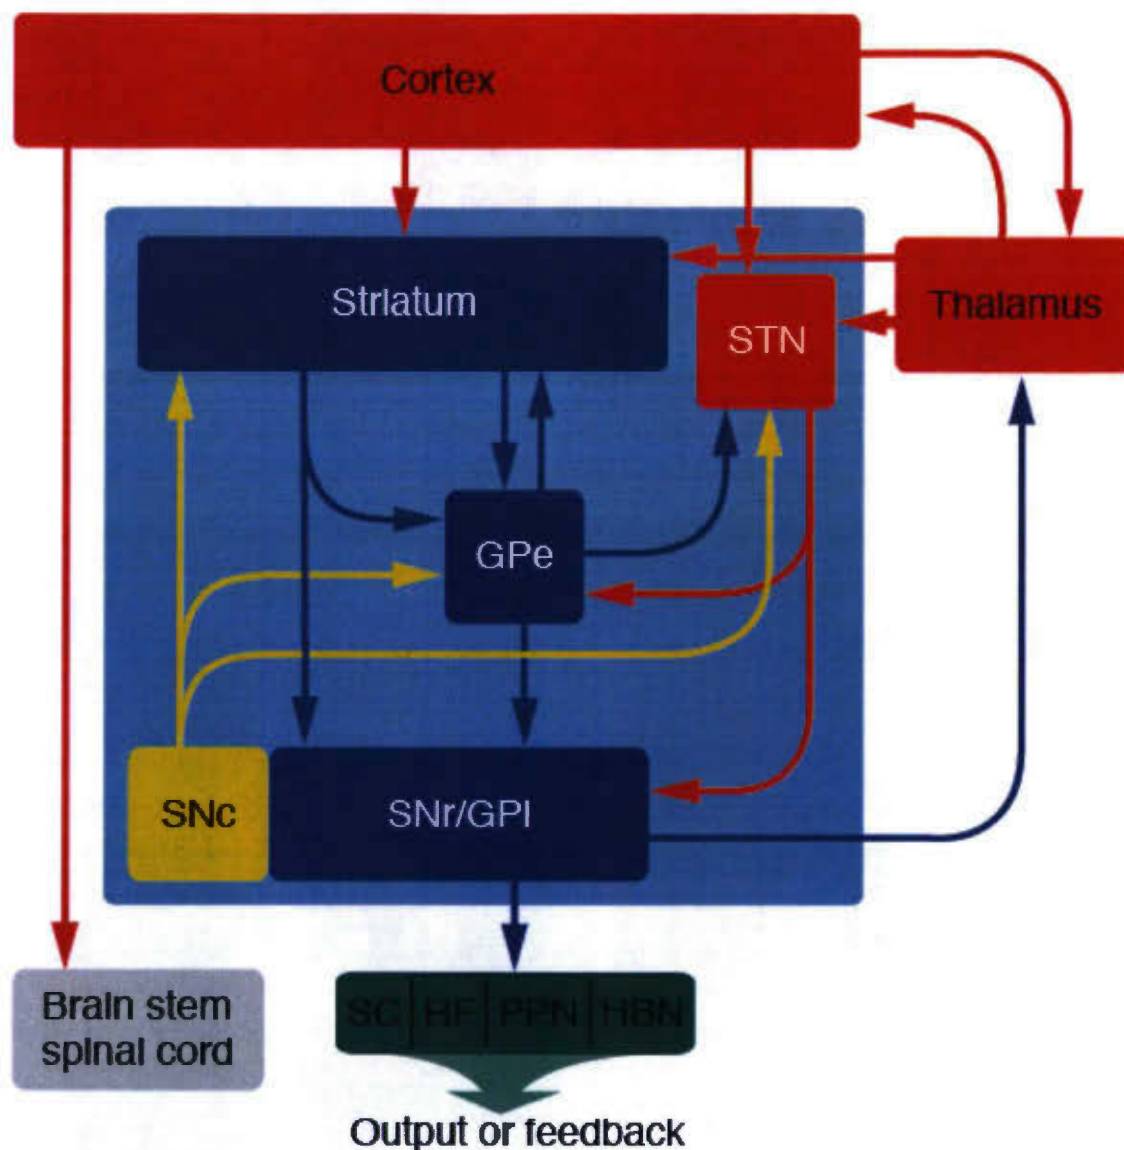 Cortex
Striatum
STN
Thalamus
GPe
SNc
SNr/GPi
Brain stem
spinal cord
SC RF PPN HBN
Output or feedback